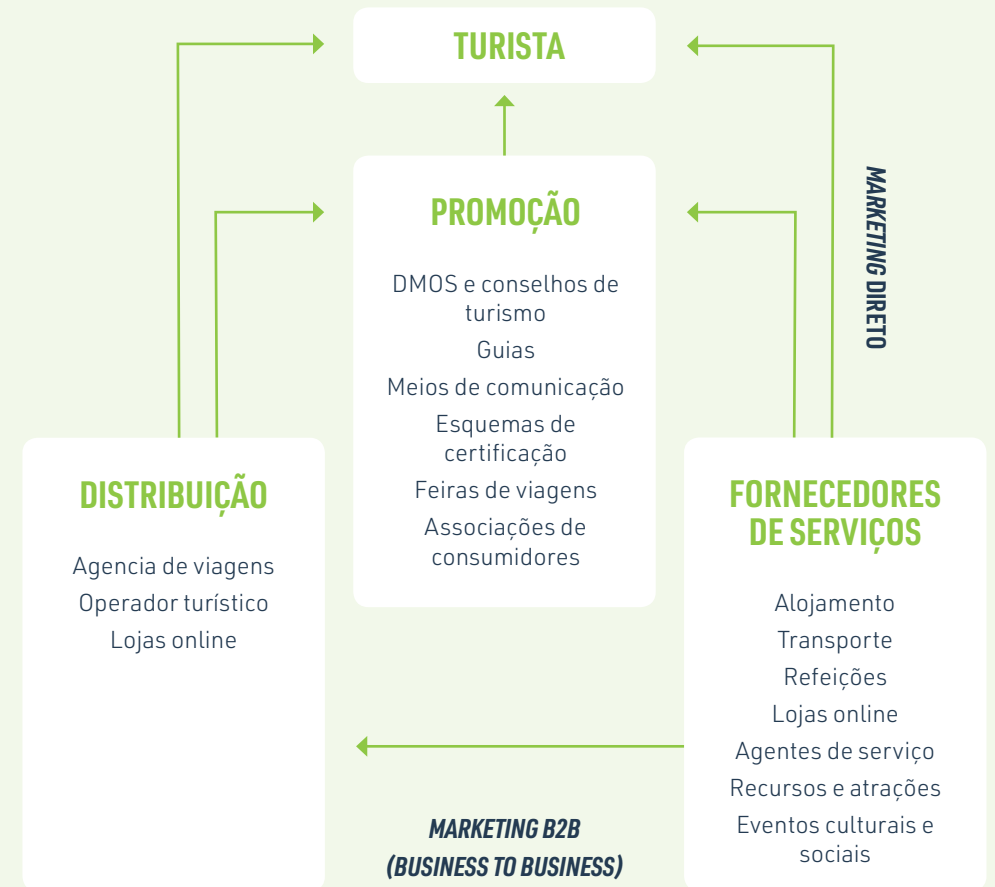 TURISTA
PROMOÇÃO
DMOS e conselhos de
turismo
Guias
Meios de comunicação
Esquemas de
certificação
Feiras de viagens
Associações de
consumidores
MARKETING DIRETO
DISTRIBUIÇÃO
Agencia de viagens
Operador turístico
Lojas online
FORNECEDORES
DE SERVIÇOS
Alojamento
Transporte
Refeições
Lojas online
Agentes de serviço
Recursos e atrações
Eventos culturais e
sociais
MARKETING B2B
(BUSINESS TO BUSINESS)